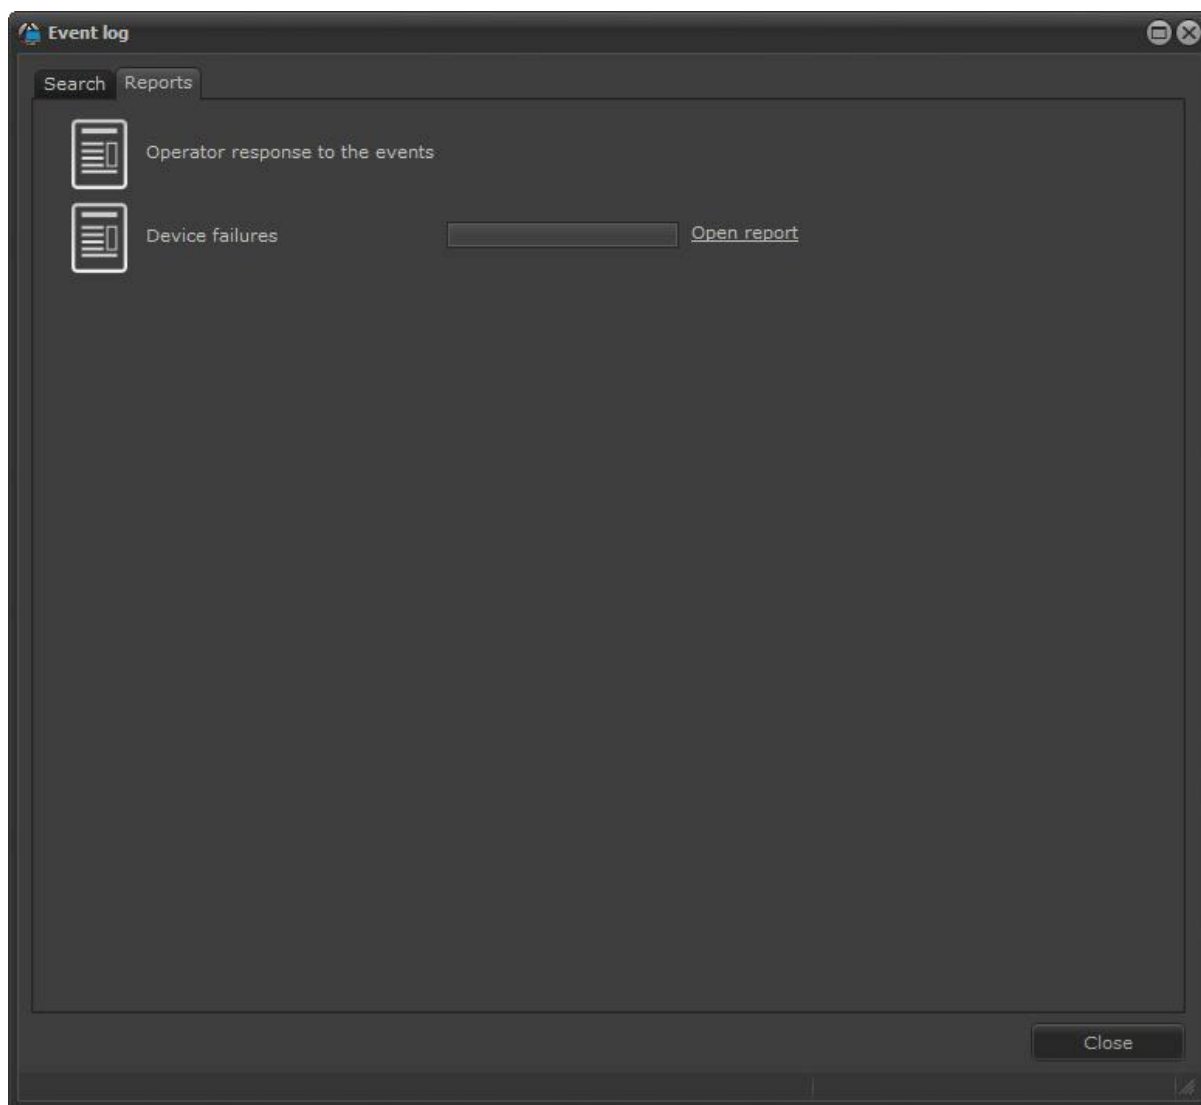 Event log
Search Reports
Operator response to the events
Device failures Open report
Close